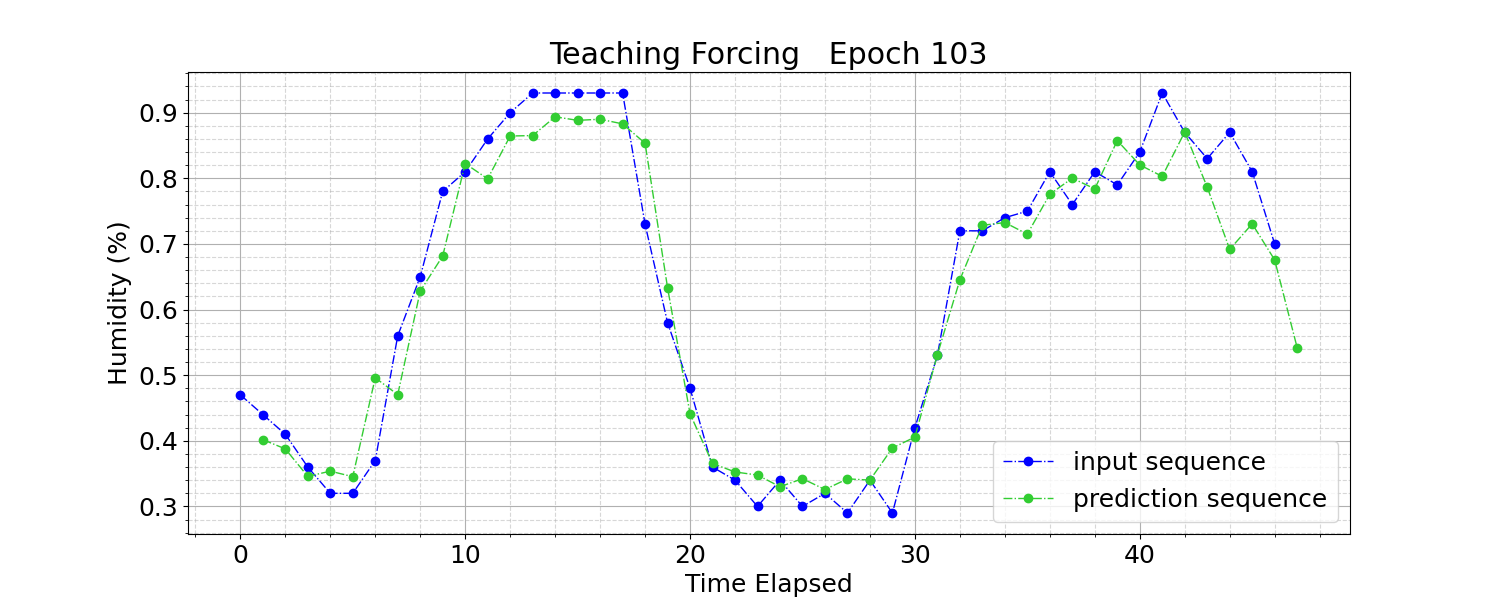 Teaching Forcing   Epoch 103
Humidity (%)
0.9
0.8
0.7
0.6
0.5
0.4
0.3
input sequence
prediction sequence
0 10 20 30 40
Time Elapsed